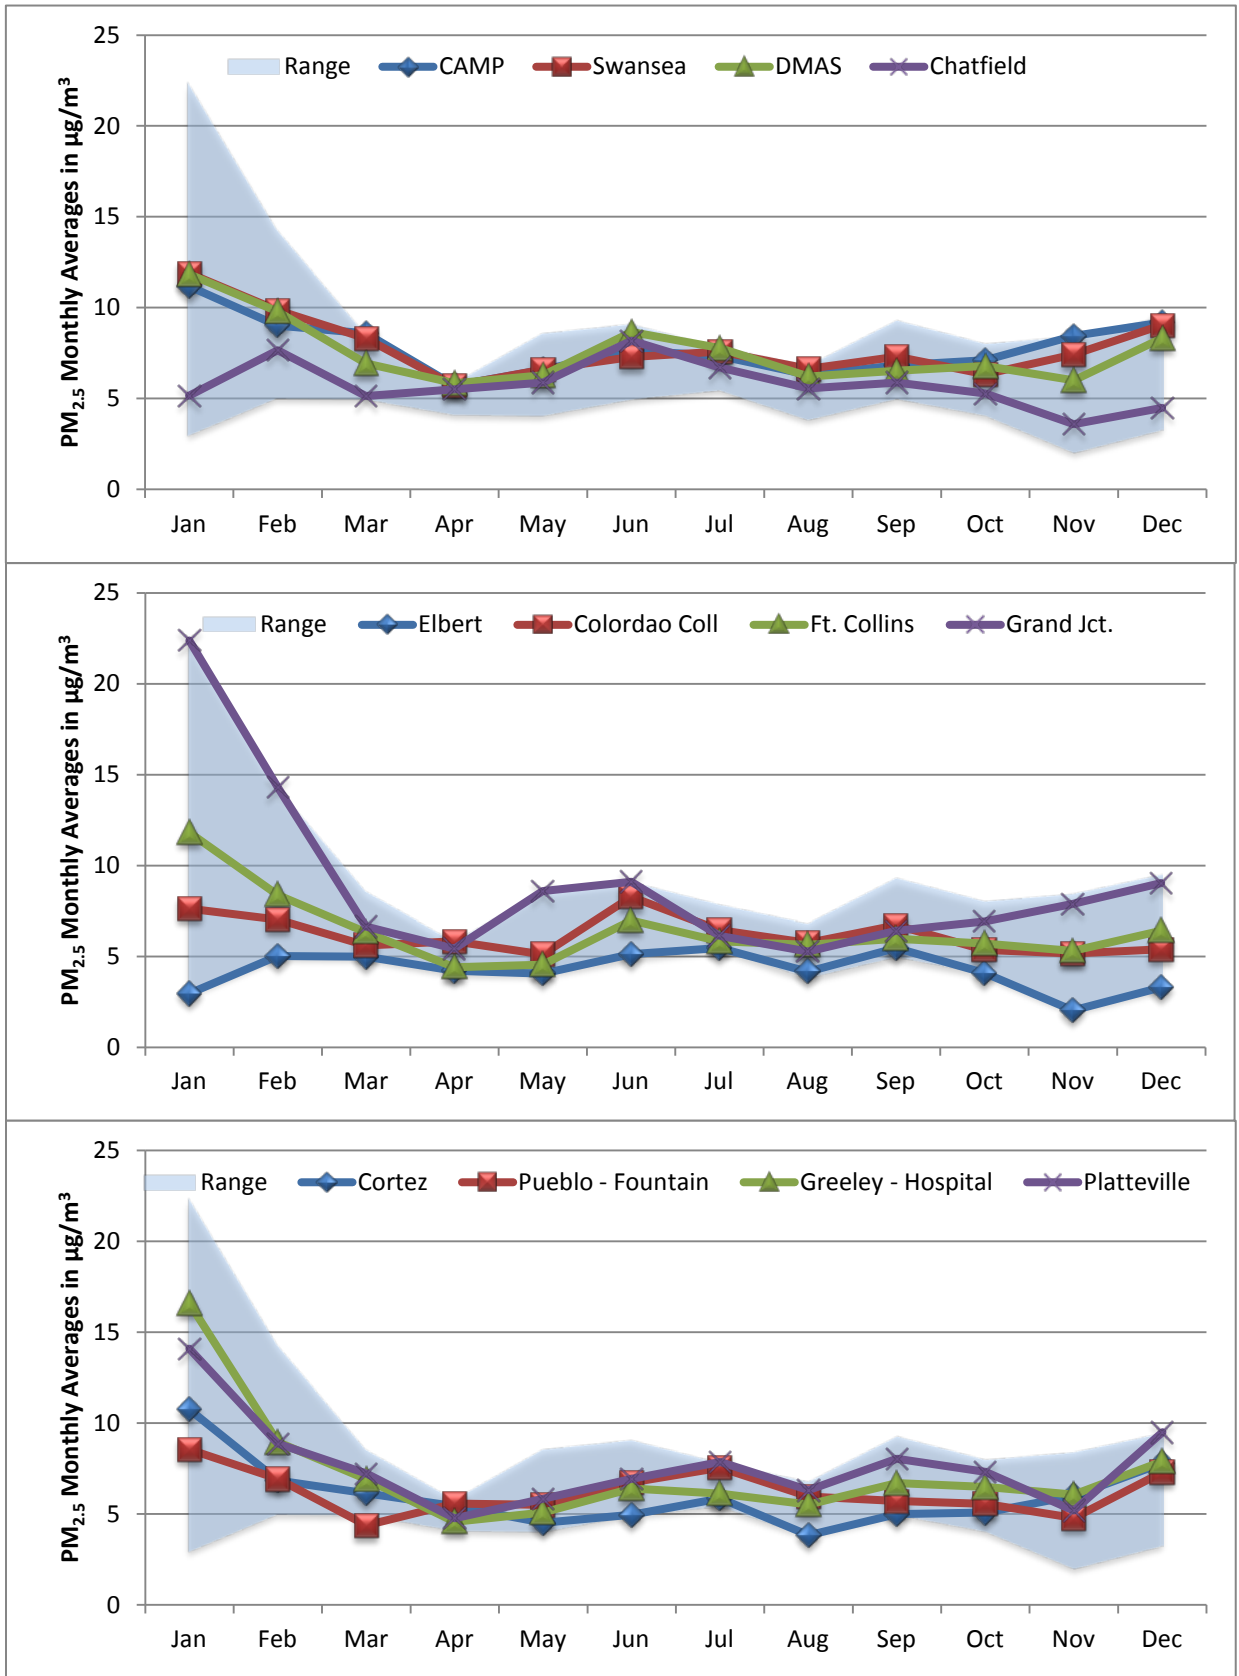 25
Range CAMP Swansea DMAS Chatfield
20
15
10
5
0
PM2.5 Monthly Averages in µg/m³
Jan Feb Mar Apr May Jun Jul Aug Sep Oct Nov Dec
25
Range Elbert Colordao Coll Ft. Collins Grand Jct.
20
15
10
5
0
PM2.5 Monthly Averages in µg/m³
Jan Feb Mar Apr May Jun Jul Aug Sep Oct Nov Dec
25
Range Cortez Pueblo - Fountain Greeley - Hospital Platteville
20
15
10
5
0
PM2.5 Monthly Averages in µg/m³
Jan Feb Mar Apr May Jun Jul Aug Sep Oct Nov Dec